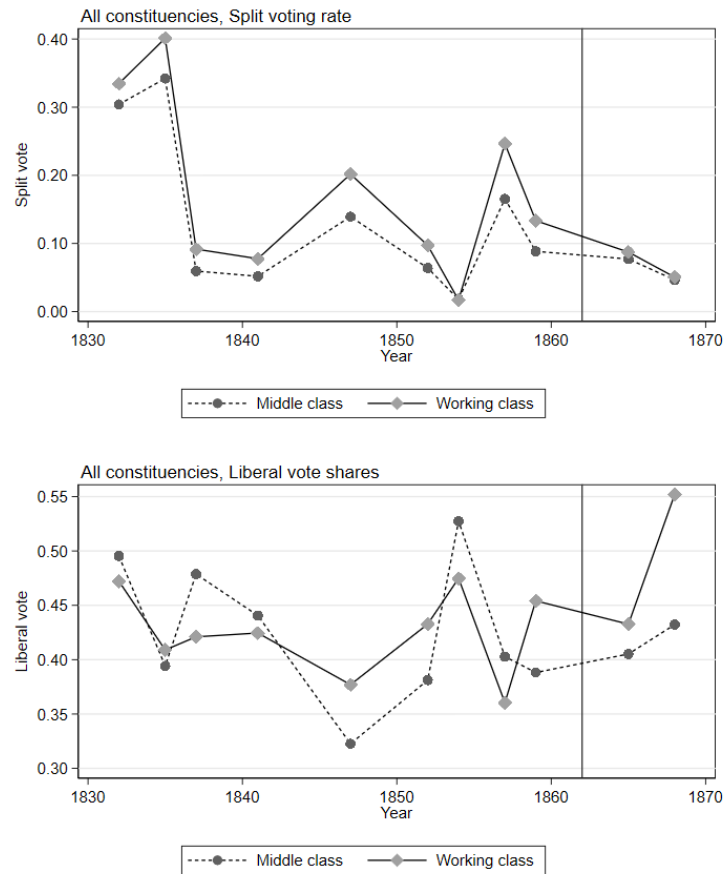 All constituencies, Split voting rate
0.40
0.30
0.20
0.10
0.00
Split vote
1830 1840 1850 1860 1870
Year
Middle class Working class
All constituencies, Liberal vote shares
0.55
0.50
0.45
0.40
0.35
0.30
Liberal vote
1830 1840 1850 1860 1870
Year
Middle class Working class